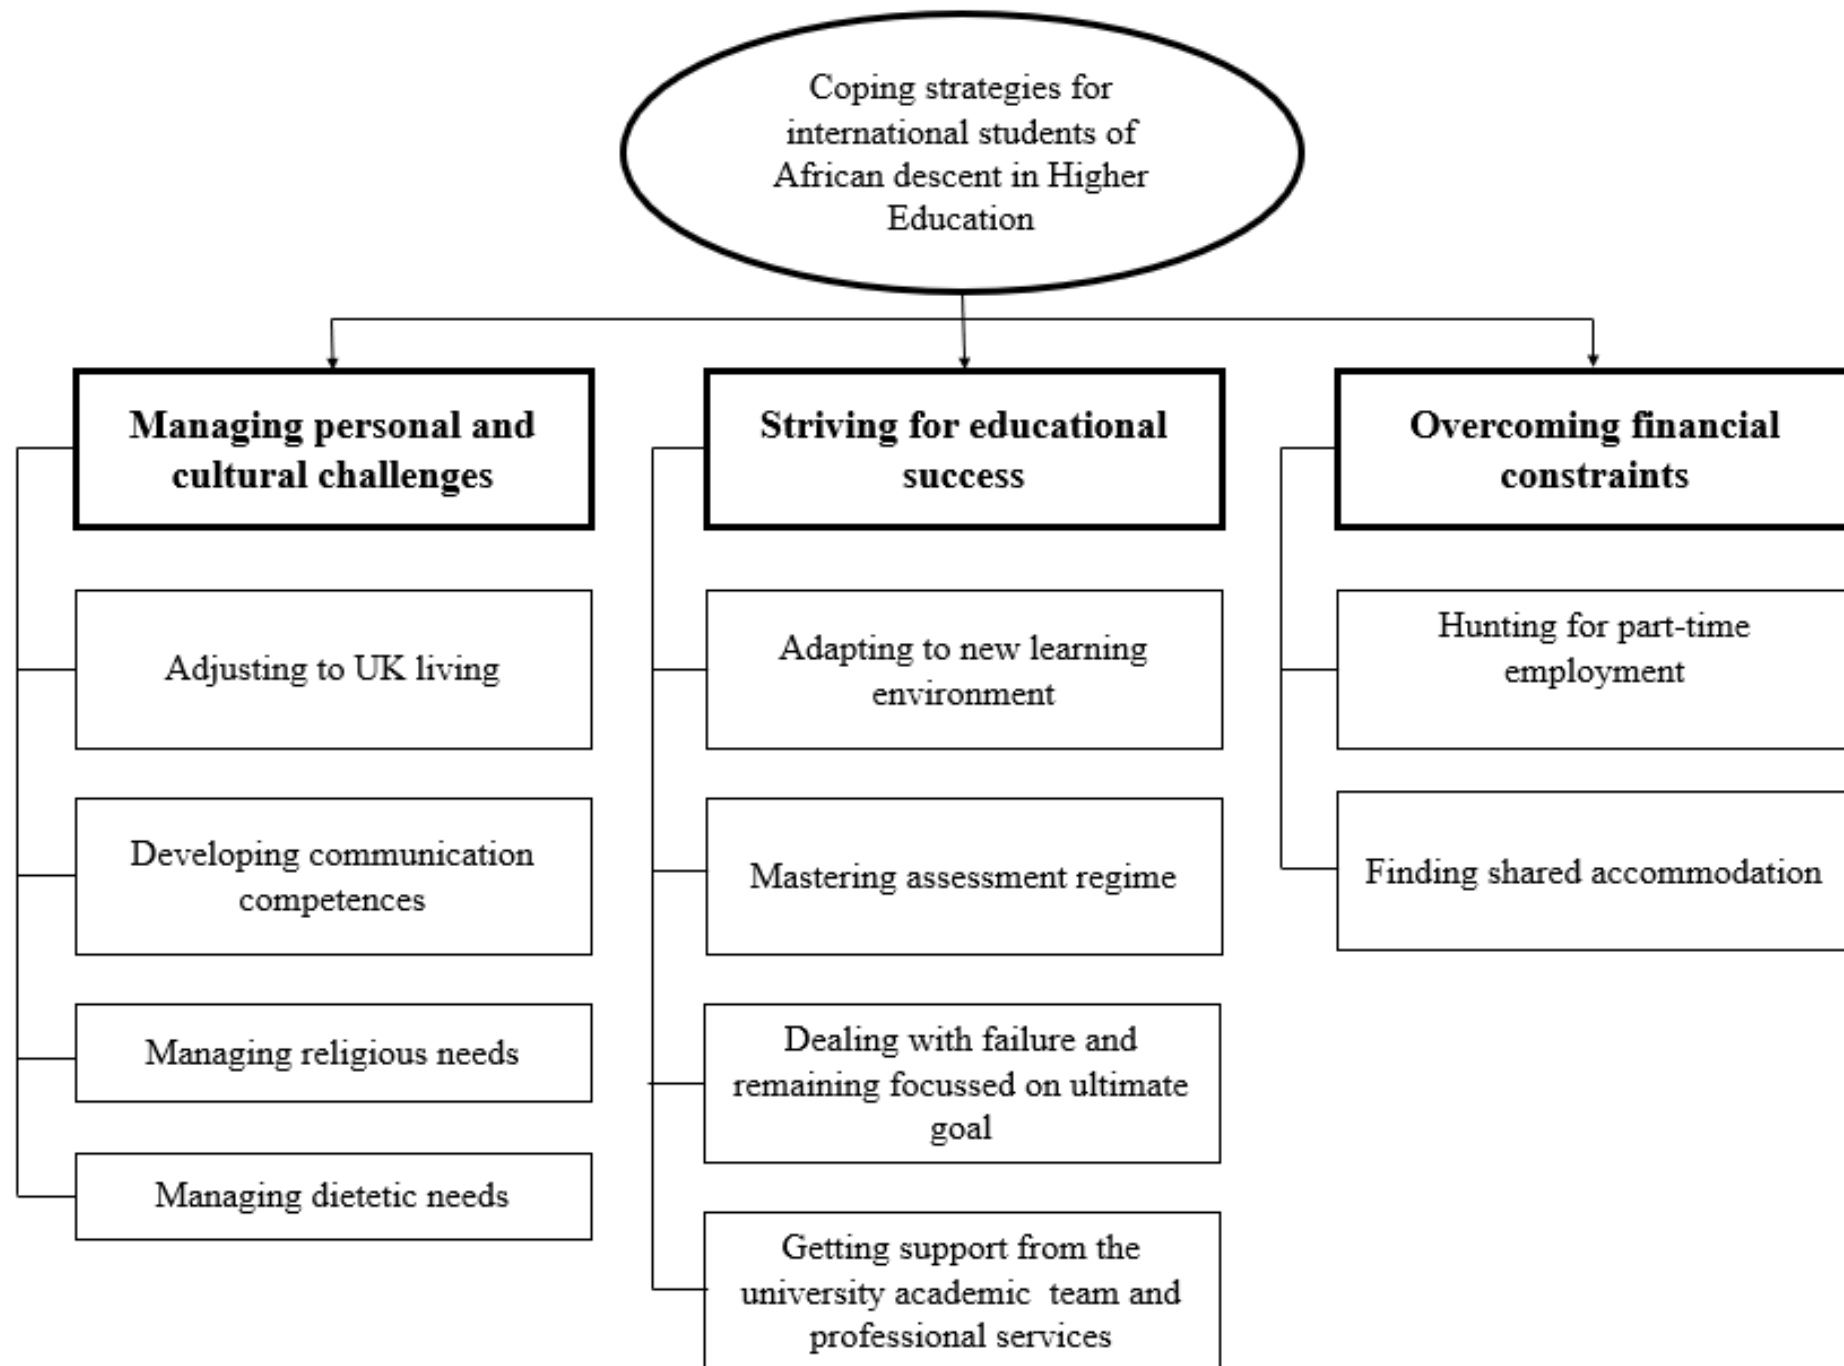 Coping strategies for
international students of
African descent in Higher
Education
Managing personal and
cultural challenges
Adjusting to UK living
Developing communication
competences
Managing religious needs
Managing dietetic needs
Striving for educational
success
Adapting to new learning
environment
Mastering assessment regime
Dealing with failure and
remaining focussed on ultimate
goal
Getting support from the
university academic  team and
professional services
Overcoming financial
constraints
Hunting for part-time
employment
Finding shared accommodation